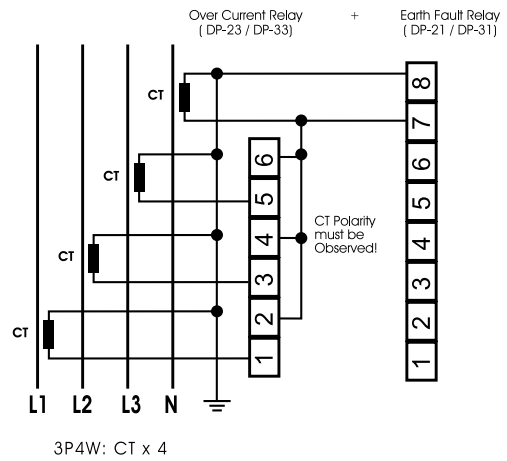 Over Current Relay + Earth Fault Relay
( DP-23 / DP-33) ( DP-21 / DP-31)
CT
8
7
CT
6
5
4
3
2
1
6
5
4
3
2
1
CT Polarity
must be
Observed!
CT
CT
L1 L2 L3 N
3P4W: CT x 4